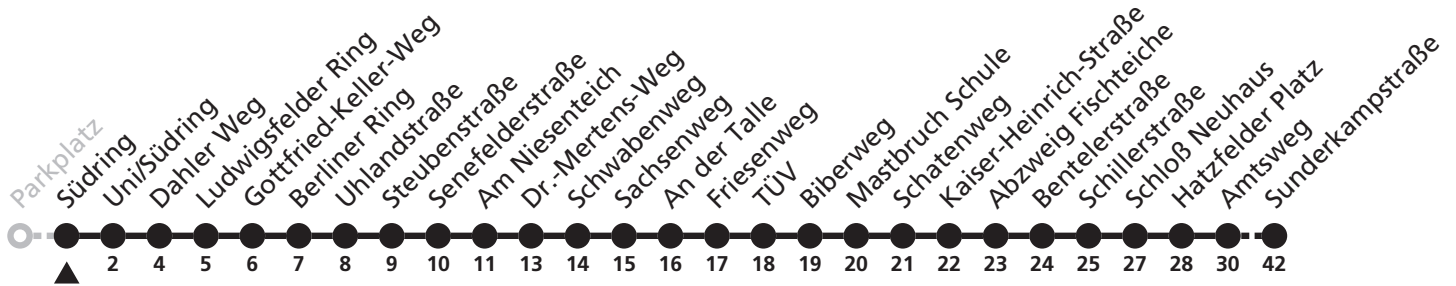 Parkplatz
Südring
Uni/Südring
Dahler Weg
Ludwigsfelder Ring
Gottfried-Keller-Weg
Berliner Ring
Uhlandstraße
Steubenstraße
Senefelderstraße
Am Niesenteich
Dr.-Mertens-Weg
Schwabenweg
Sachsenweg
An der Talle
Friesenweg
TÜV
Biberweg
Mastbruch Schule
Schatenweg
Kaiser-Heinrich-Straße
Abzweig Fischteiche
Bentelerstraße
Schillerstraße
Schloß Neuhaus
Hatzfelder Platz
Amtsweg
Sunderkampstraße
2 4 5 6 7 8 9 10 11 13 14 15 16 17 18 19 20 21 22 23 24 25 27 28 30 42